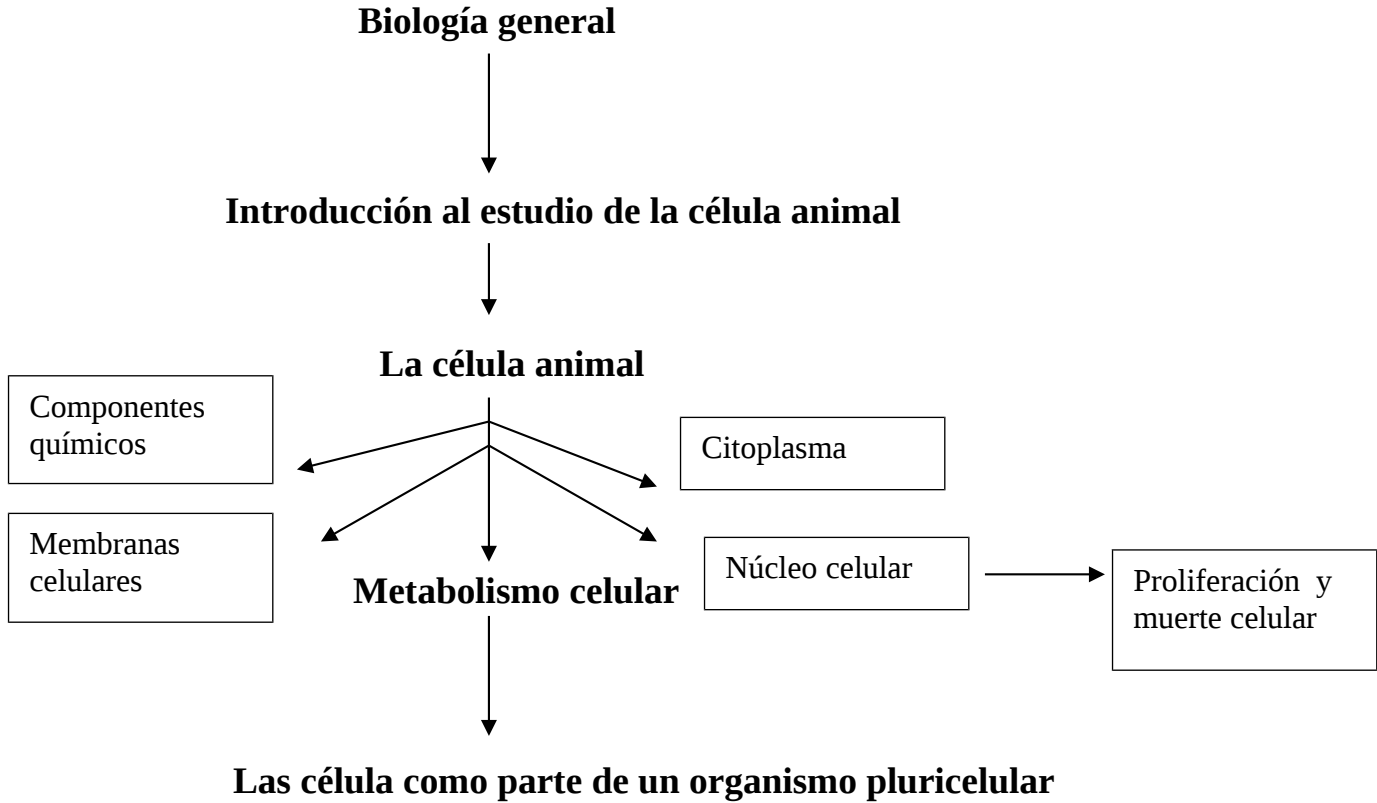 Biología general
Introducción al estudio de la célula animal
La célula animal
Componentes
químicos
Citoplasma
Membranas
celulares
Metabolismo celular
Núcleo celular
Proliferación  y
muerte celular
Las célula como parte de un organismo pluricelular